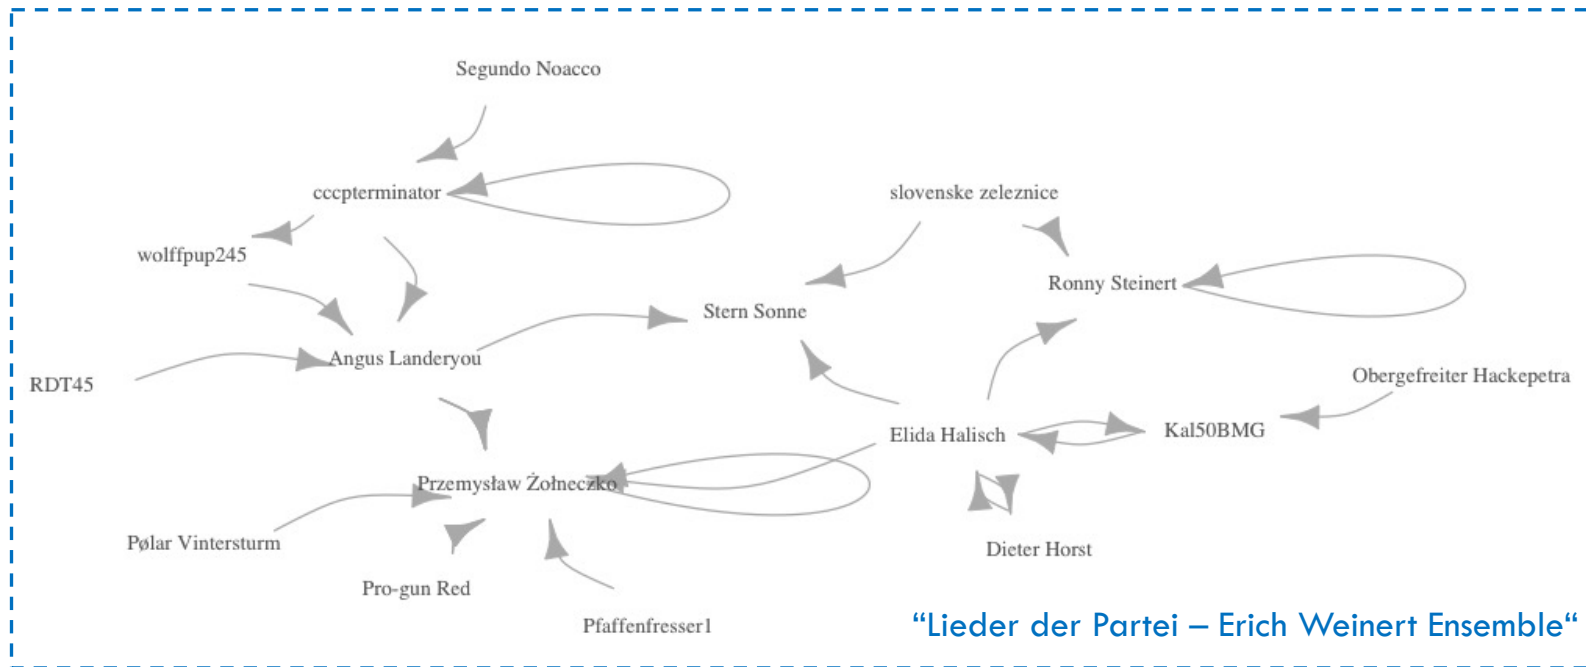 Segundo Noacco
cccpterminator
slovenske zeleznice
wolffpup245
Ronny Steinert
Stern Sonne
Angus Landeryou
RDT45
Obergefreiter Hackepetra
Elida Halisch
Kal50BMG
Przemysław Żołneczko
Pølar Vintersturm
Dieter Horst
Pro-gun Red
Pfaffenfresser1
“Lieder der Partei – Erich Weinert Ensemble“